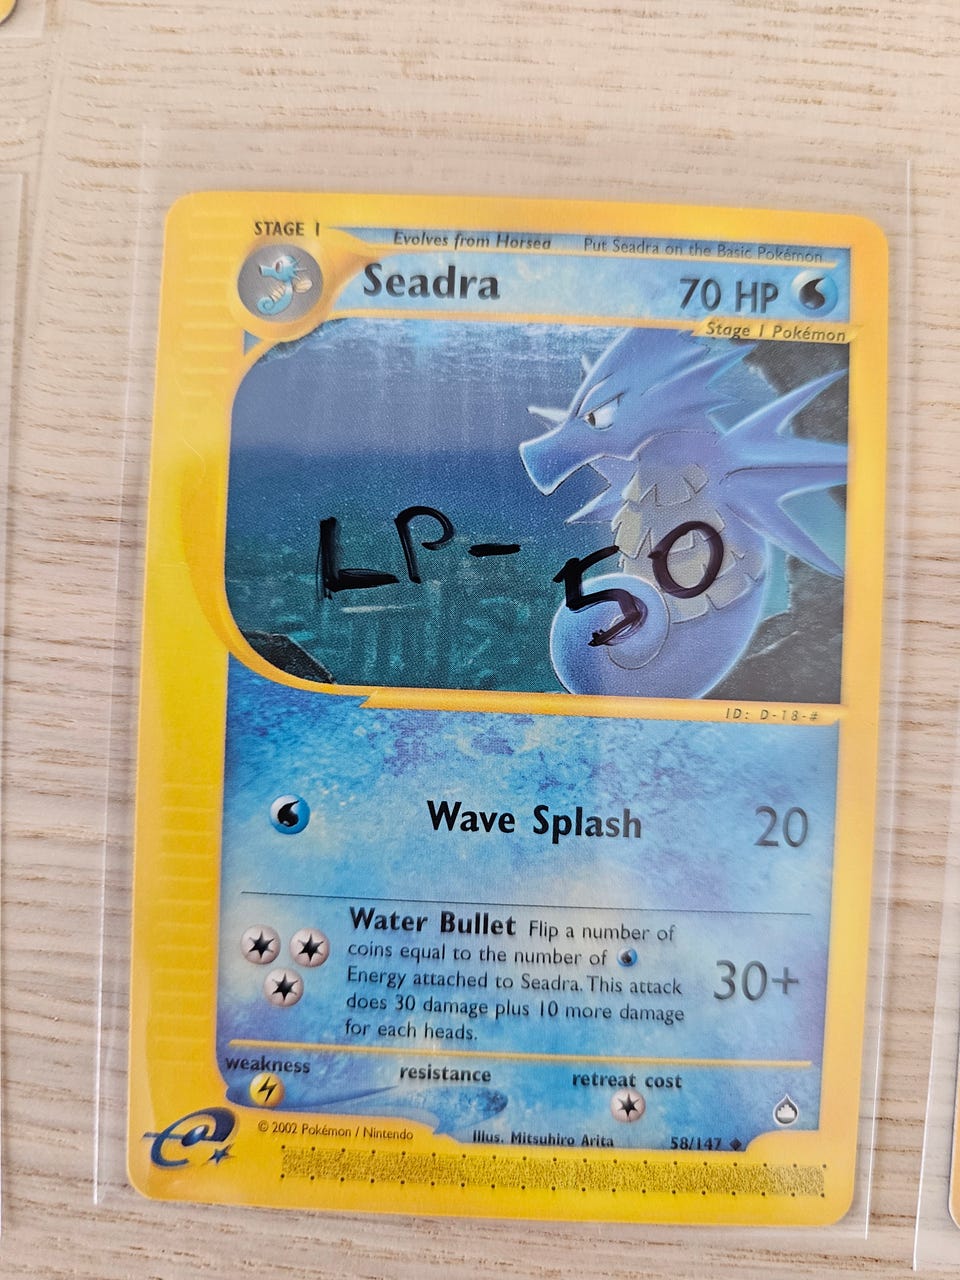 STAGE 1
Evolves from Horsea Put Seadra on the Basic Pokémon
Seadra 70 HP
Stage 1 Pokémon
LP-50
ID: D-18-#
Wave Splash 20
Water Bullet Flip a number of
coins equal to the number of
Energy attached to Seadra. This attack
does 30 damage plus 10 more damage
for each heads.
30+
weakness resistance retreat cost
e
© 2002 Pokémon / Nintendo Illus. Mitsuhiro Arita 58/147